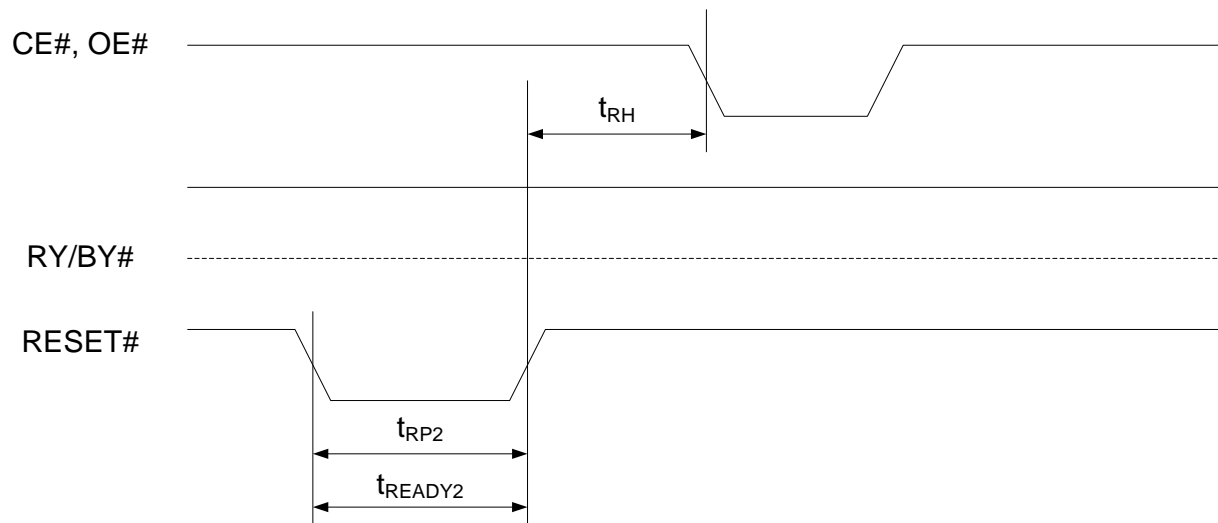 CE#, OE#
tRH
RY/BY#
RESET#
tRP2
tREADY2